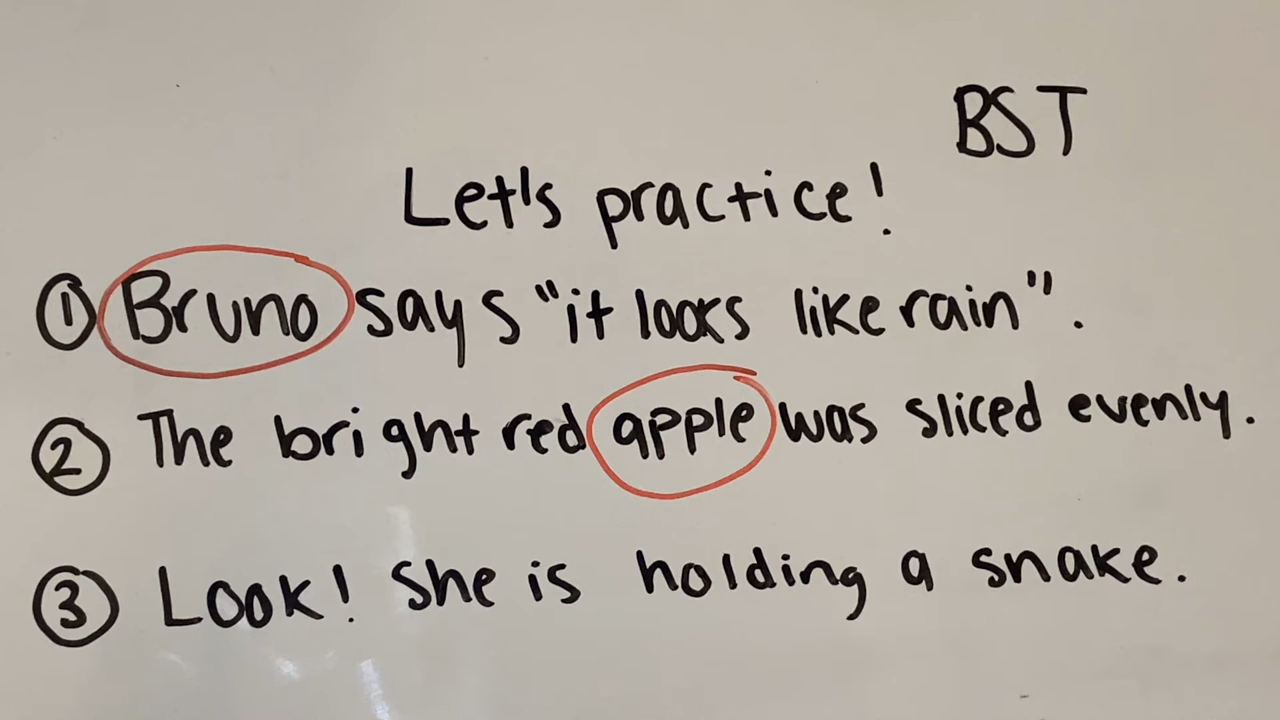 BST
Let's practice!
① Bruno says "it looks like rain".
② The bright red apple was sliced evenly.
③ Look! She is holding a snake.